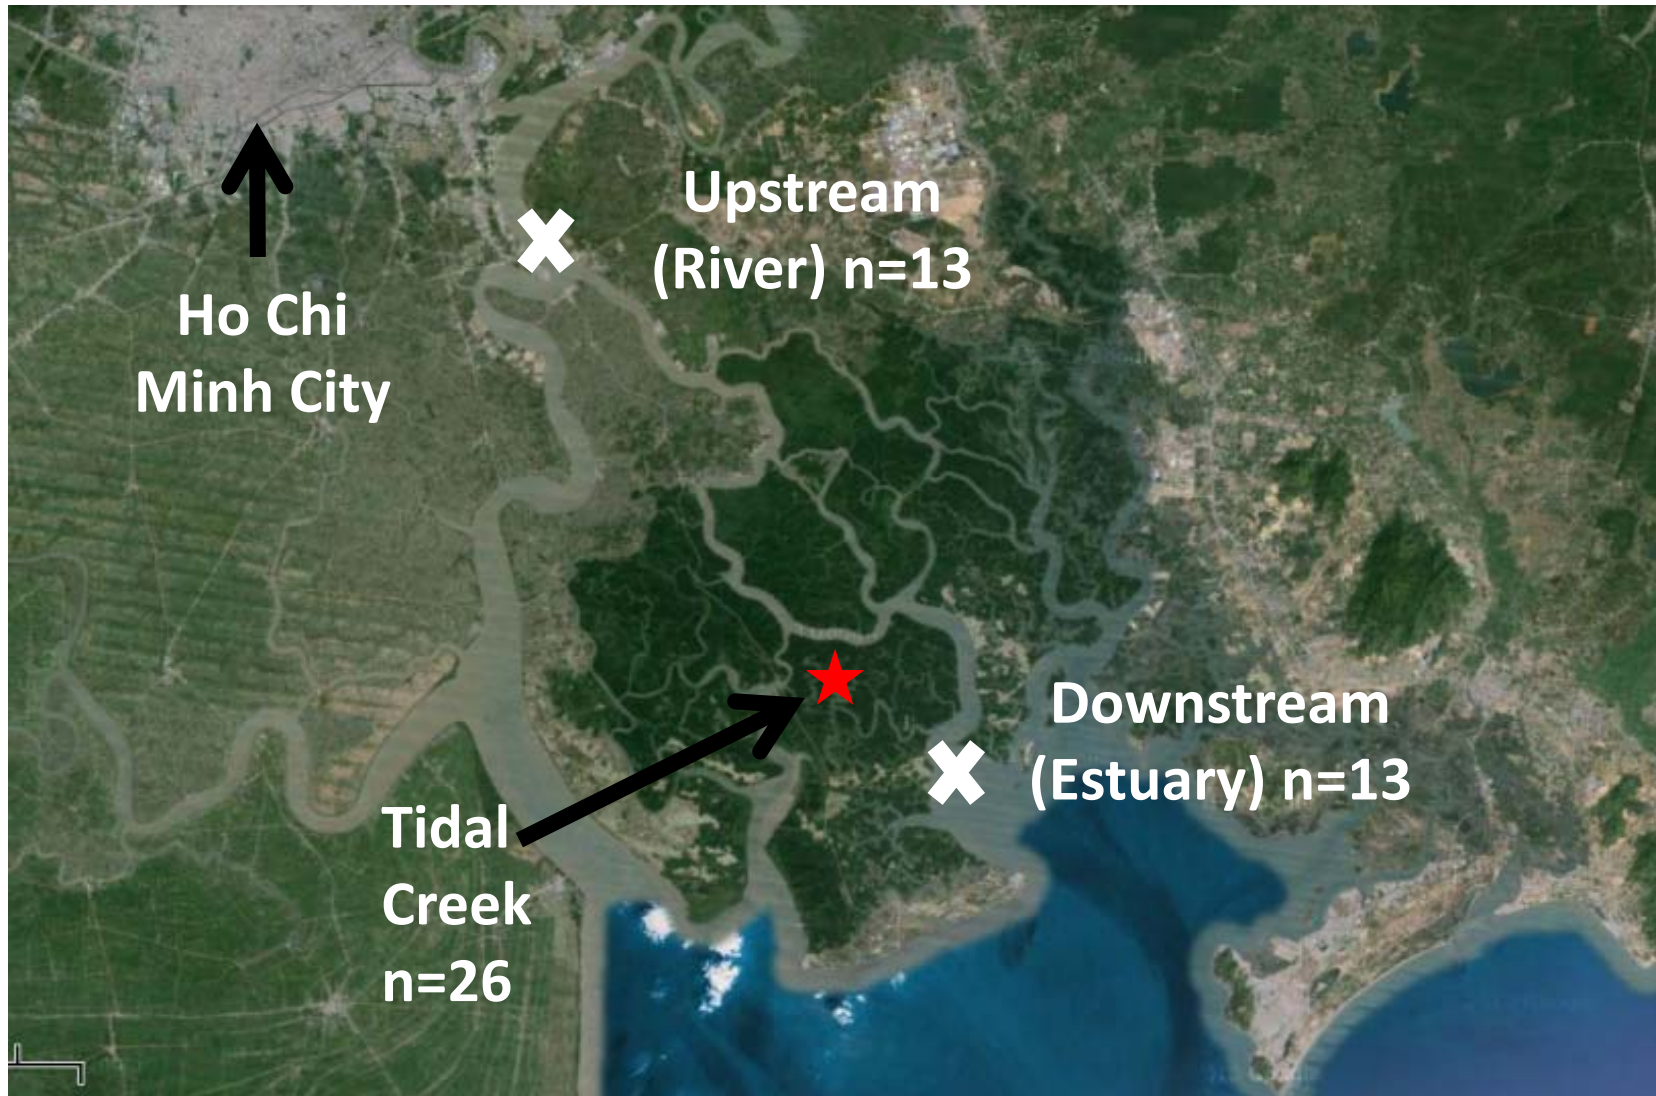 Upstream
(River) n=13
Ho Chi
Minh City
Downstream
(Estuary) n=13
Tidal
Creek
n=26